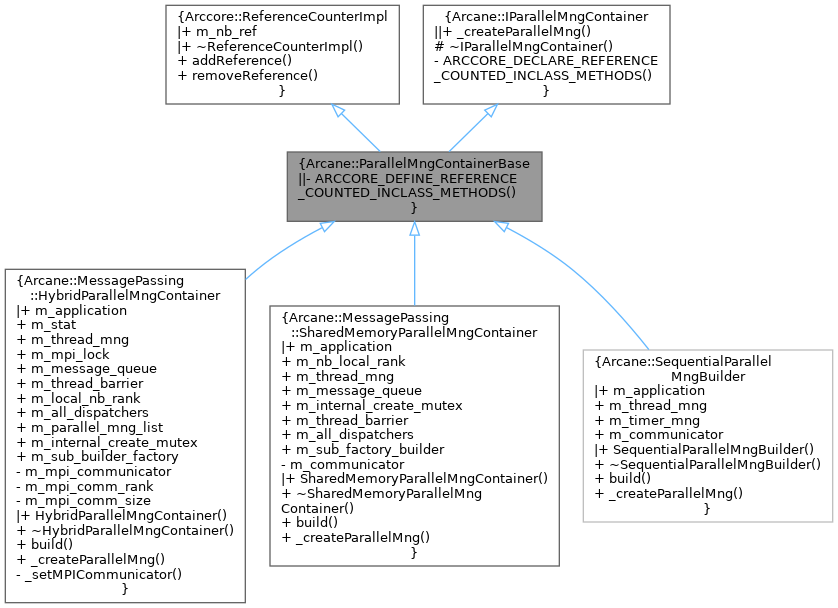 {Arccore::ReferenceCounterImpl
|+ m_nb_ref
|+ ~ReferenceCounterImpl()
+ addReference()
+ removeReference()
}
{Arcane::IParallelMngContainer
||+ _createParallelMng()
# ~IParallelMngContainer()
- ARCCORE_DECLARE_REFERENCE
_COUNTED_INCLASS_METHODS()
}
{Arcane::ParallelMngContainerBase
||- ARCCORE_DEFINE_REFERENCE
_COUNTED_INCLASS_METHODS()
}
{Arcane::MessagePassing
::HybridParallelMngContainer
|+ m_application
+ m_stat
+ m_thread_mng
+ m_mpi_lock
+ m_message_queue
+ m_thread_barrier
+ m_local_nb_rank
+ m_all_dispatchers
+ m_parallel_mng_list
+ m_internal_create_mutex
+ m_sub_builder_factory
- m_mpi_communicator
- m_mpi_comm_rank
- m_mpi_comm_size
|+ HybridParallelMngContainer()
+ ~HybridParallelMngContainer()
+ build()
+ _createParallelMng()
- _setMPICommunicator()
}
{Arcane::MessagePassing
::SharedMemoryParallelMngContainer
|+ m_application
+ m_nb_local_rank
+ m_thread_mng
+ m_message_queue
+ m_internal_create_mutex
+ m_thread_barrier
+ m_all_dispatchers
+ m_sub_factory_builder
- m_communicator
|+ SharedMemoryParallelMngContainer()
+ ~SharedMemoryParallelMng
Container()
+ build()
+ _createParallelMng()
}
{Arcane::SequentialParallel
MngBuilder
|+ m_application
+ m_thread_mng
+ m_timer_mng
+ m_communicator
|+ SequentialParallelMngBuilder()
+ ~SequentialParallelMngBuilder()
+ build()
+ _createParallelMng()
}